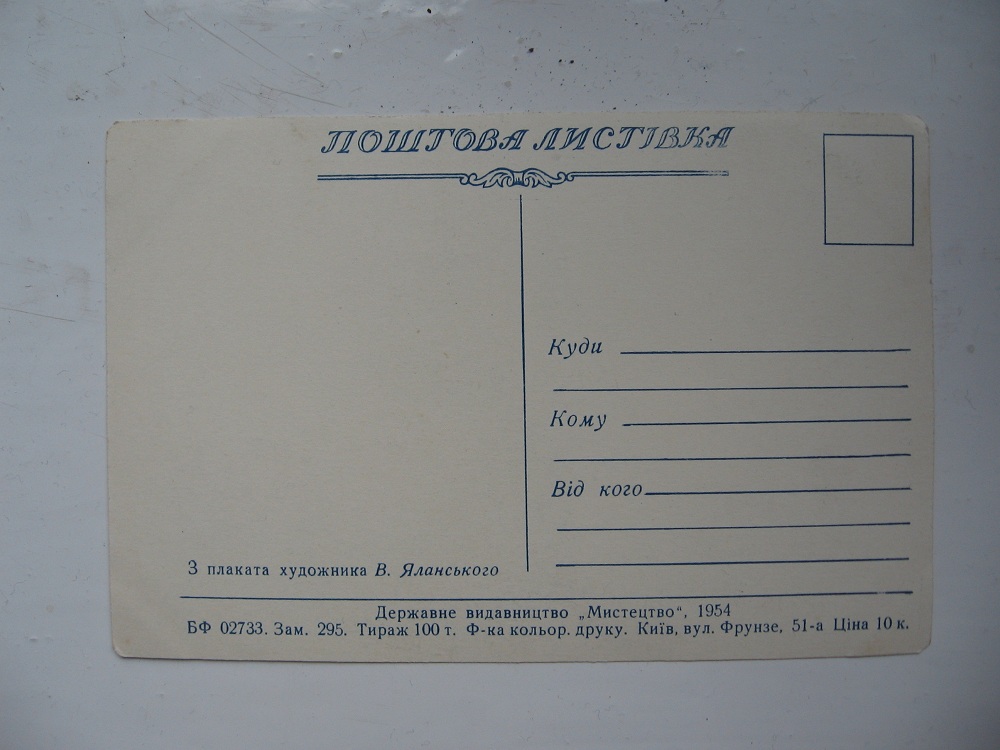 ПОШТОВА ЛИСТІВКА
Куди
Кому
Від кого
З плаката художника В. Яланського
Державне видавництво „Мистецтво“, 1954
БФ 02733. Зам. 295. Тираж 100 т. Ф-ка кольор. друку. Київ, вул. Фрунзе, 51-а Ціна 10 к.